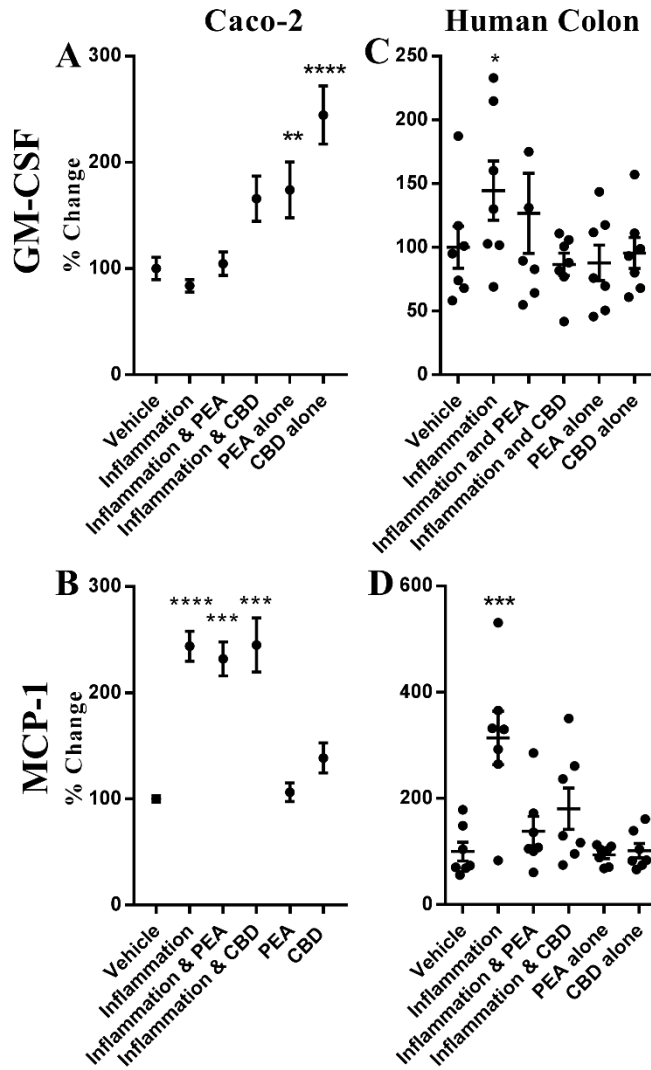 Caco-2
Human Colon
GM-CSF
A
% Change
300
200
100
0
**
****
Vehicle
Inflammation
Inflammation & PEA
Inflammation & CBD
PEA alone
CBD alone
C
250
200
150
100
50
0
*
Vehicle
Inflammation
Inflammation and PEA
Inflammation and CBD
PEA alone
CBD alone
MCP-1
B
% Change
300
200
100
0
****
***
***
Vehicle
Inflammation
Inflammation & PEA
Inflammation & CBD
PEA
CBD
D
600
400
200
0
***
Vehicle
Inflammation
Inflammation & PEA
Inflammation & CBD
PEA alone
CBD alone